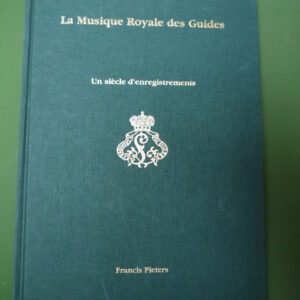 La Musique Royale des Guides
Un siècle d'enregistrements
Francis Pieters